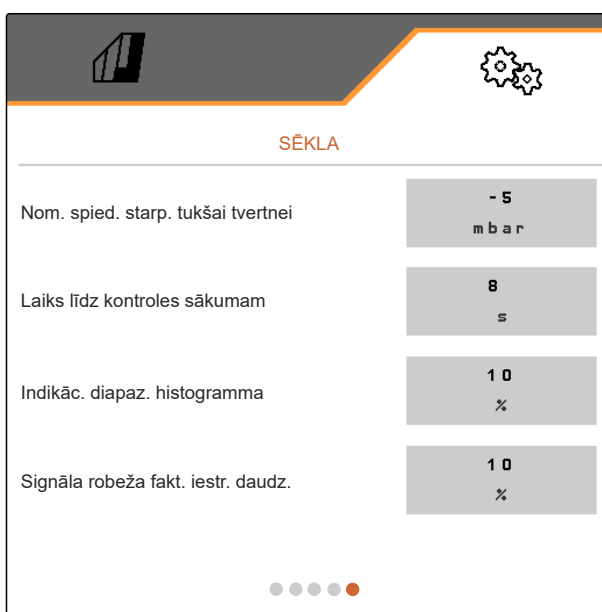 SĒKLA
Nom. spied. starp. tukšai tvertnei
- 5
mbar
Laiks līdz kontroles sākumam
8
s
Indikāc. diapaz. histogramma
10
%
Signāla robeža fakt. iestr. daudz.
10
%